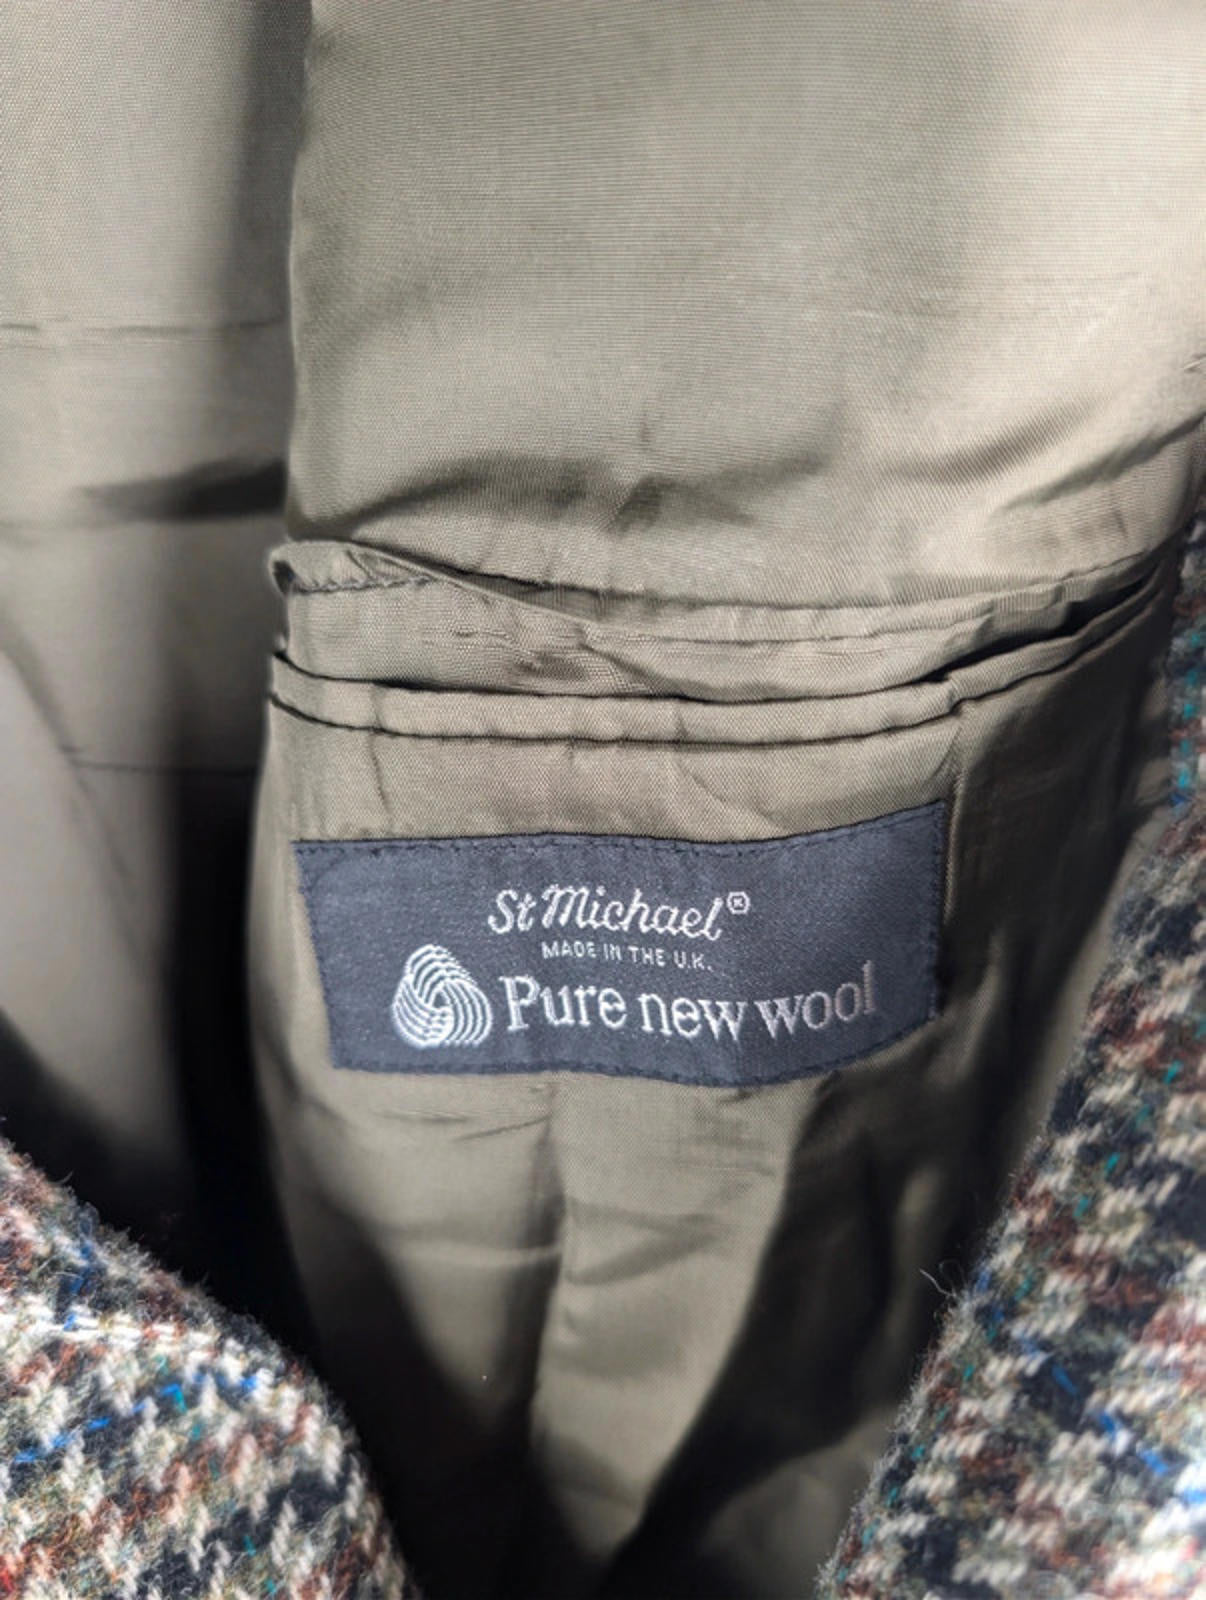 St Michael®
MADE IN THE U.K.
Pure new wool